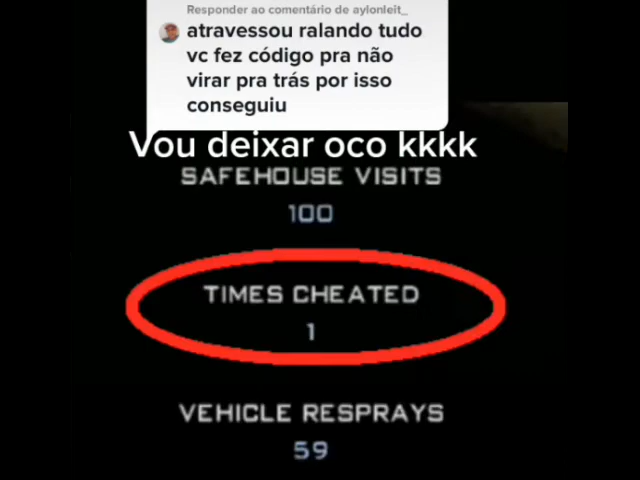 Responder ao comentário de aylonleit_
atravessou ralando tudo
vc fez código pra não
virar pra trás por isso
conseguiu
Vou deixar oco kkkk
SAFEHOUSE VISITS
100
TIMES CHEATED
1
VEHICLE RESPRAYS
59